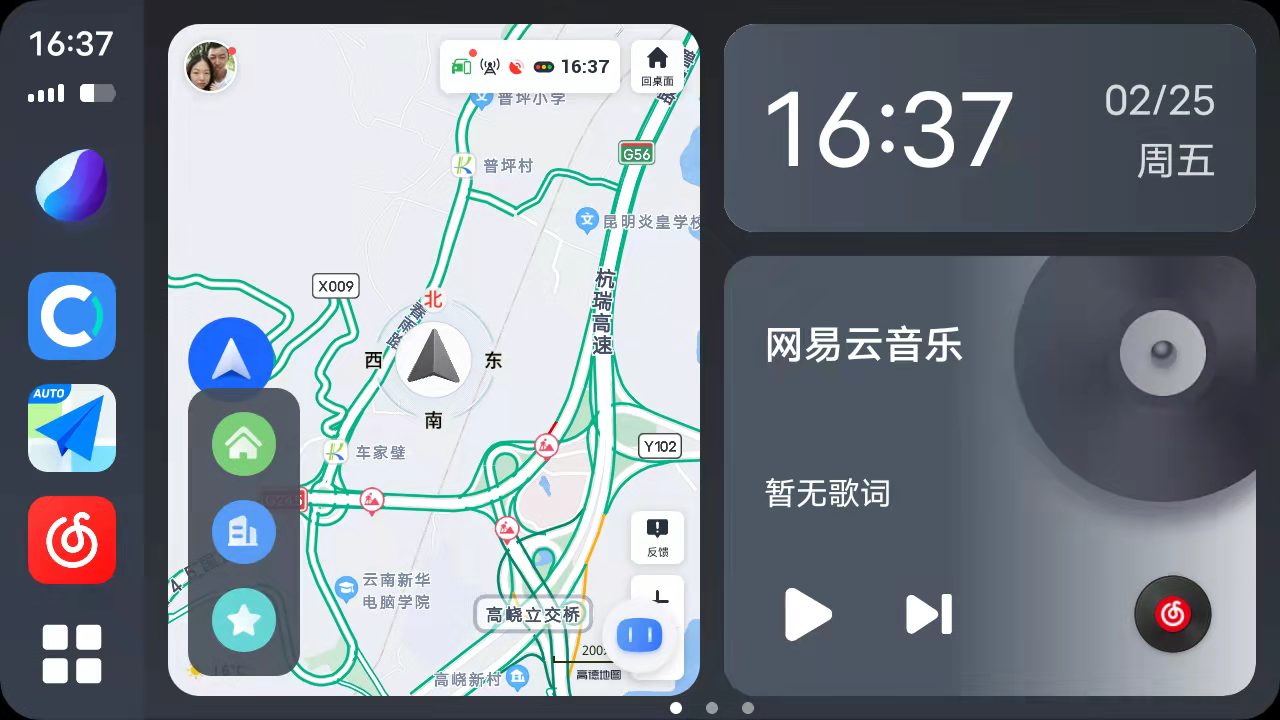 16:37
AUTO
16:37
回桌面
普坪小学
普坪村
G56
昆明炎皇学校
X009
杭瑞高速
北
西
东
南
车家壁
Y102
反馈
云南新华
电脑学院
高峣立交桥
高峣新村
高德地图
16:37
02/25
周五
网易云音乐
暂无歌词